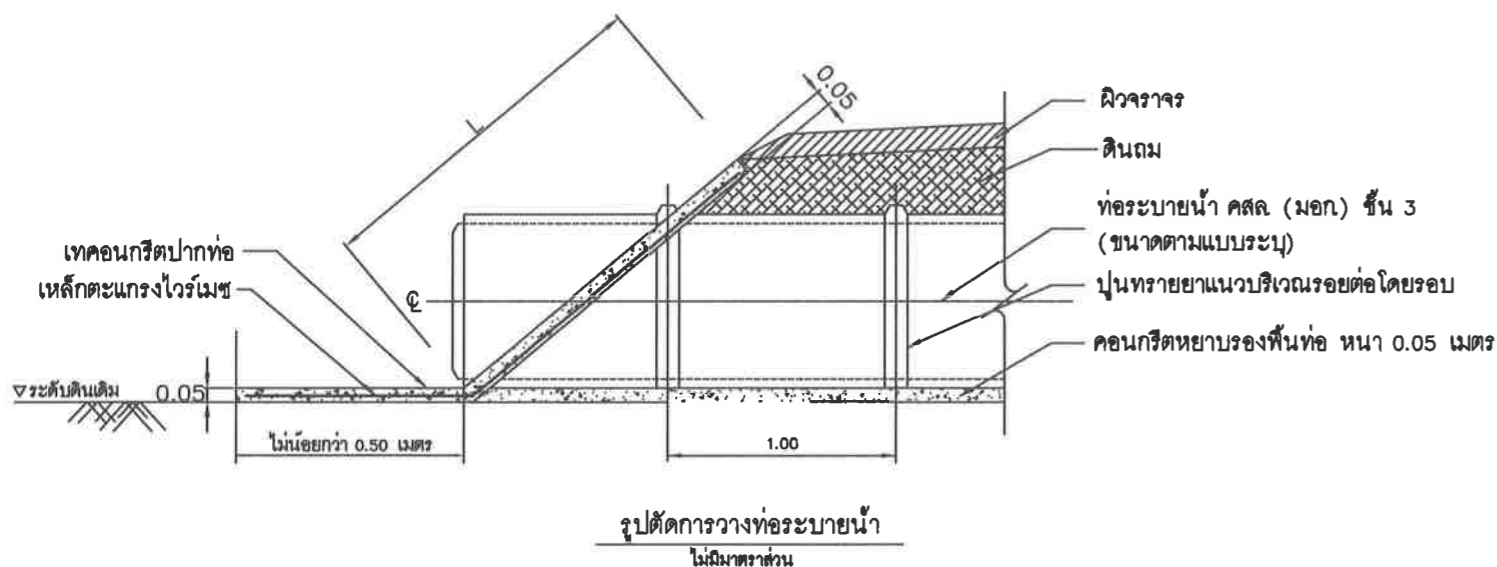 L
0.05
ผิวจราจร
ดินถม
ท่อระบายน้ำ คสล. (มอก.) ชั้น 3
(ขนาดตามแบบระบุ)
เทคอนกรีตปากท่อ
เหล็กตะแกรงไวร์เมช
℄
ปูนทรายยาแนวบริเวณรอยต่อโดยรอบ
คอนกรีตหยาบรองพื้นท่อ หนา 0.05 เมตร
▽ระดับดินเดิม
0.05
ไม่น้อยกว่า 0.50 เมตร
1.00
รูปตัดการวางท่อระบายน้ำ
ไม่มีมาตราส่วน